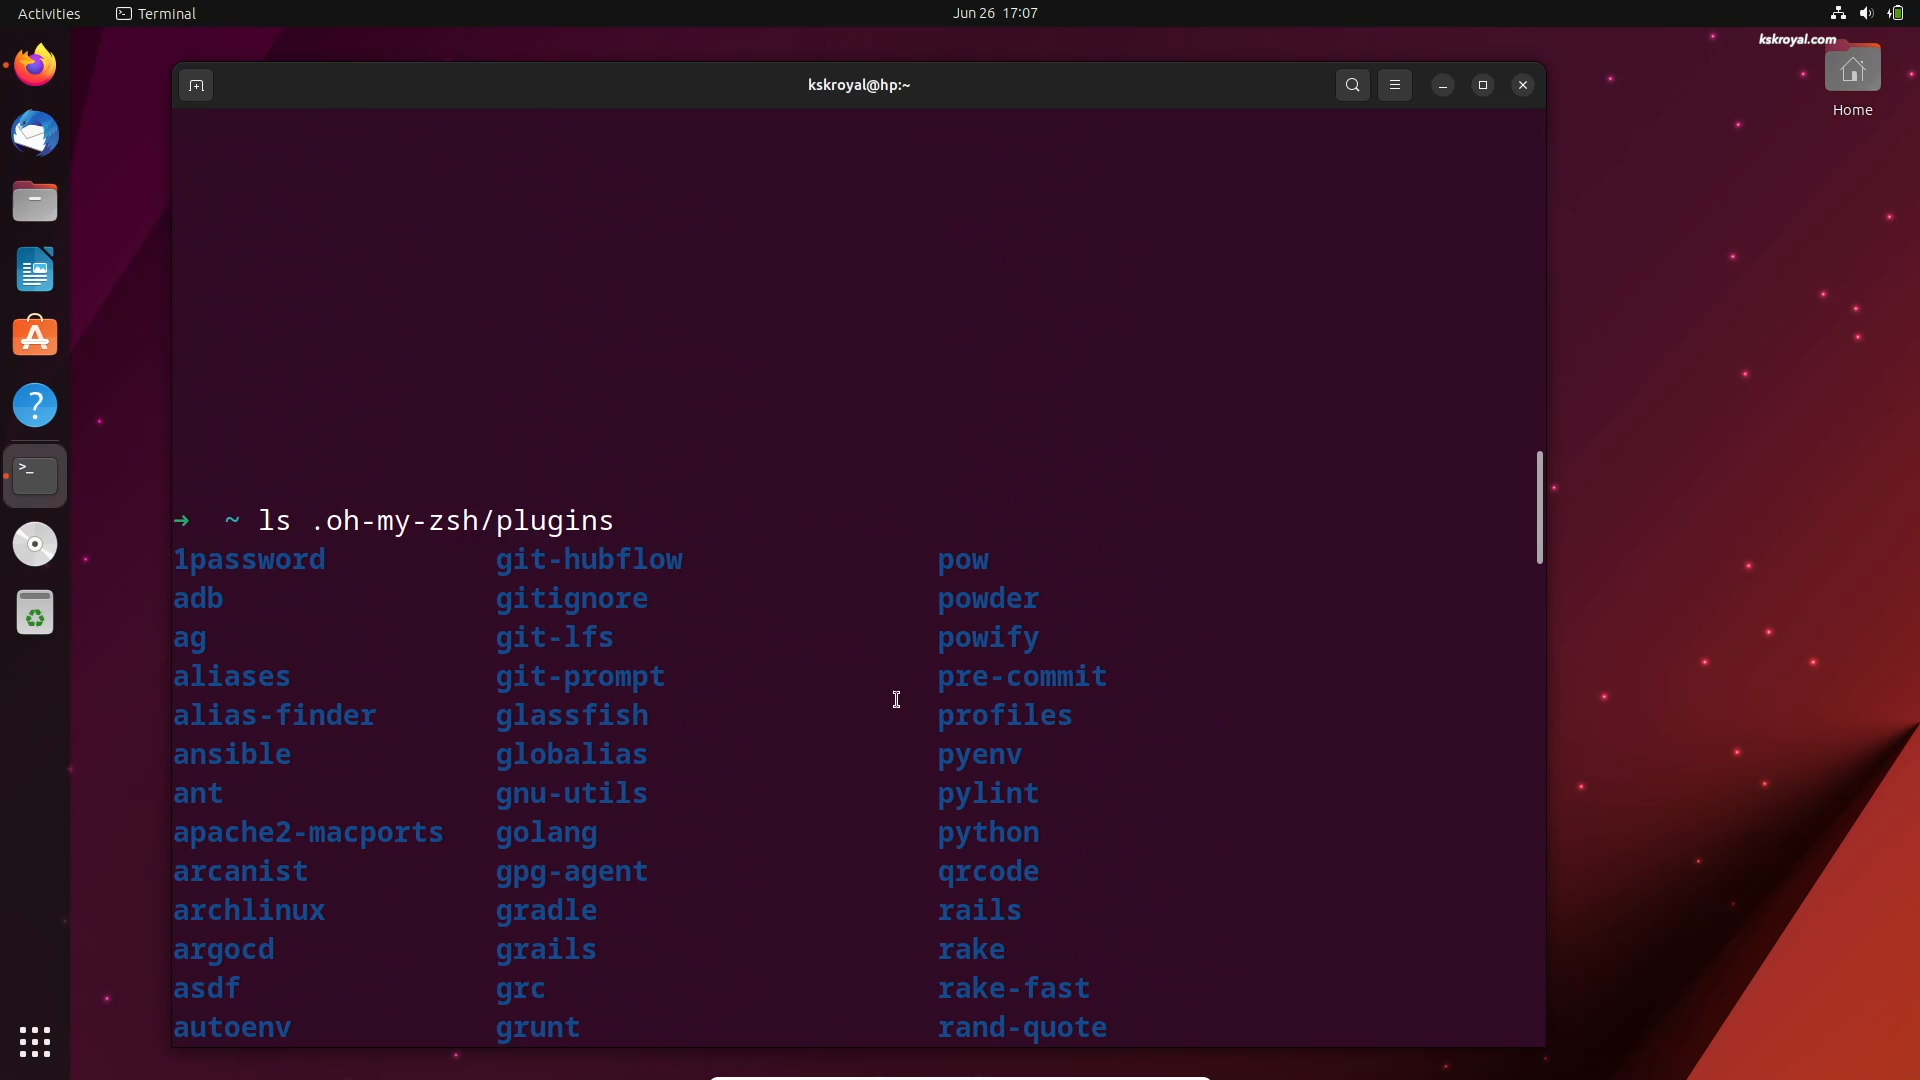 Activities Terminal Jun 26 17:07
kskroyal.com
Home
kskroyal@hp:~
→ ~ ls .oh-my-zsh/plugins
1password git-hubflow pow
adb gitignore powder
ag git-lfs powify
aliases git-prompt pre-commit
alias-finder glassfish profiles
ansible globalias pyenv
ant gnu-utils pylint
apache2-macports golang python
arcanist gpg-agent qrcode
archlinux gradle rails
argocd grails rake
asdf grc rake-fast
autoenv grunt rand-quote